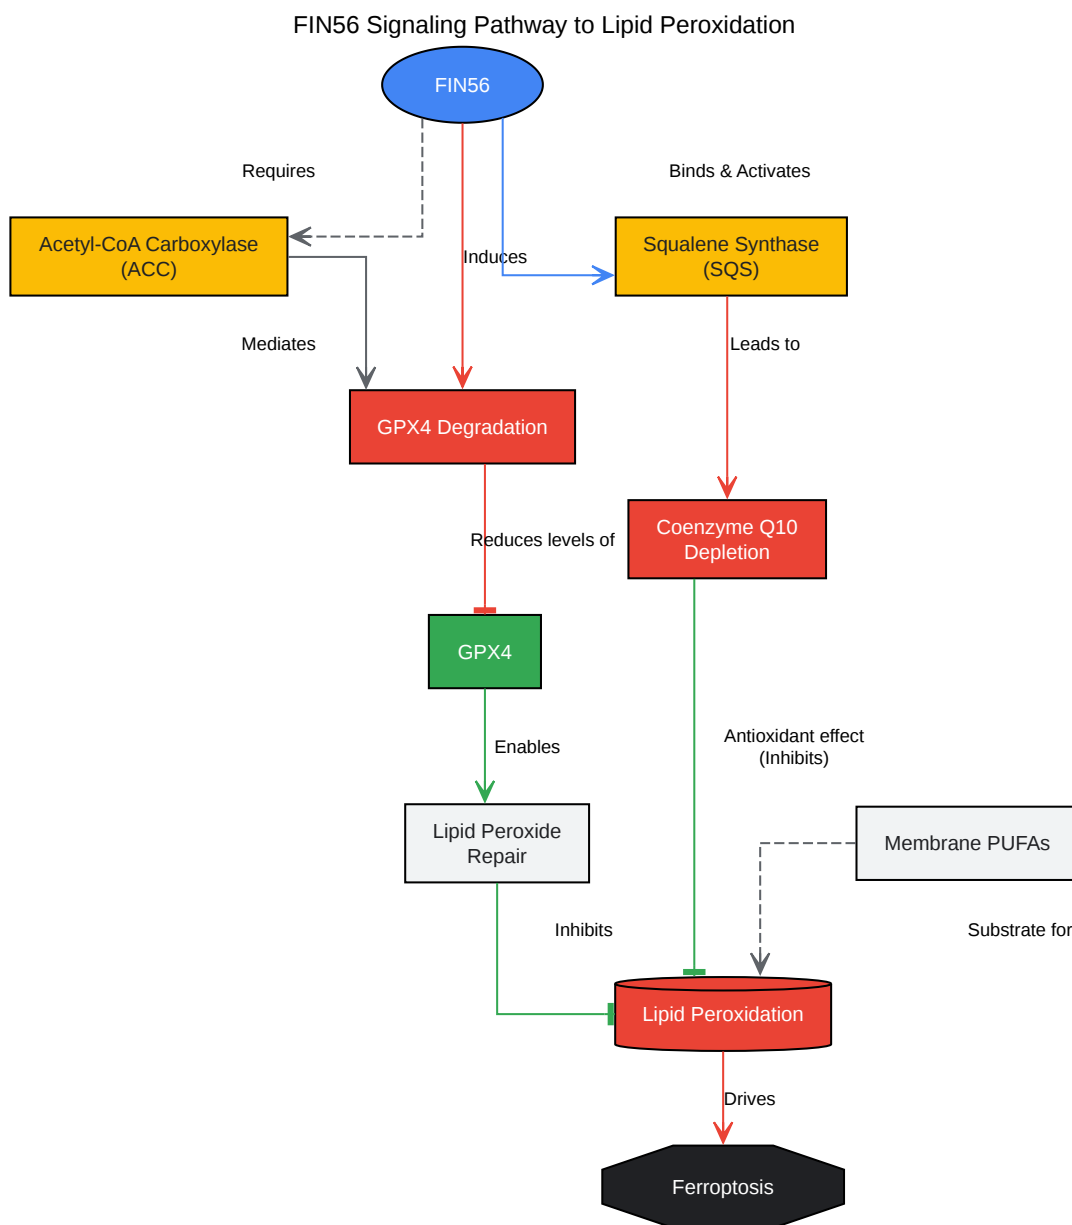 FIN56 Signaling Pathway to Lipid Peroxidation
FIN56
Requires
Binds & Activates
Acetyl-CoA Carboxylase
(ACC)
Induces
Squalene Synthase
(SQS)
Mediates
Leads to
GPX4 Degradation
Coenzyme Q10
Depletion
Reduces levels of
GPX4
Enables
Antioxidant effect
(Inhibits)
Lipid Peroxide
Repair
Membrane PUFAs
Inhibits
Substrate for
Lipid Peroxidation
Drives
Ferroptosis